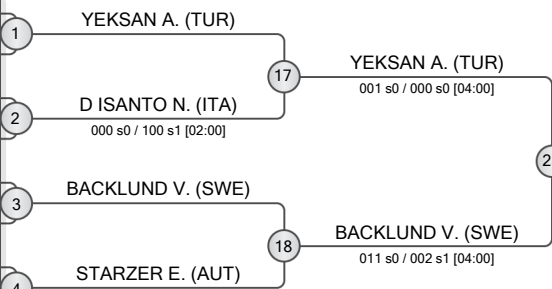 YEKSAN A. (TUR)
1
17
YEKSAN A. (TUR)
001 s0 / 000 s0 [04:00]
2
D ISANTO N. (ITA)
000 s0 / 100 s1 [02:00]
BACKLUND V. (SWE)
3
18
BACKLUND V. (SWE)
011 s0 / 002 s1 [04:00]
STARZER E. (AUT)
4